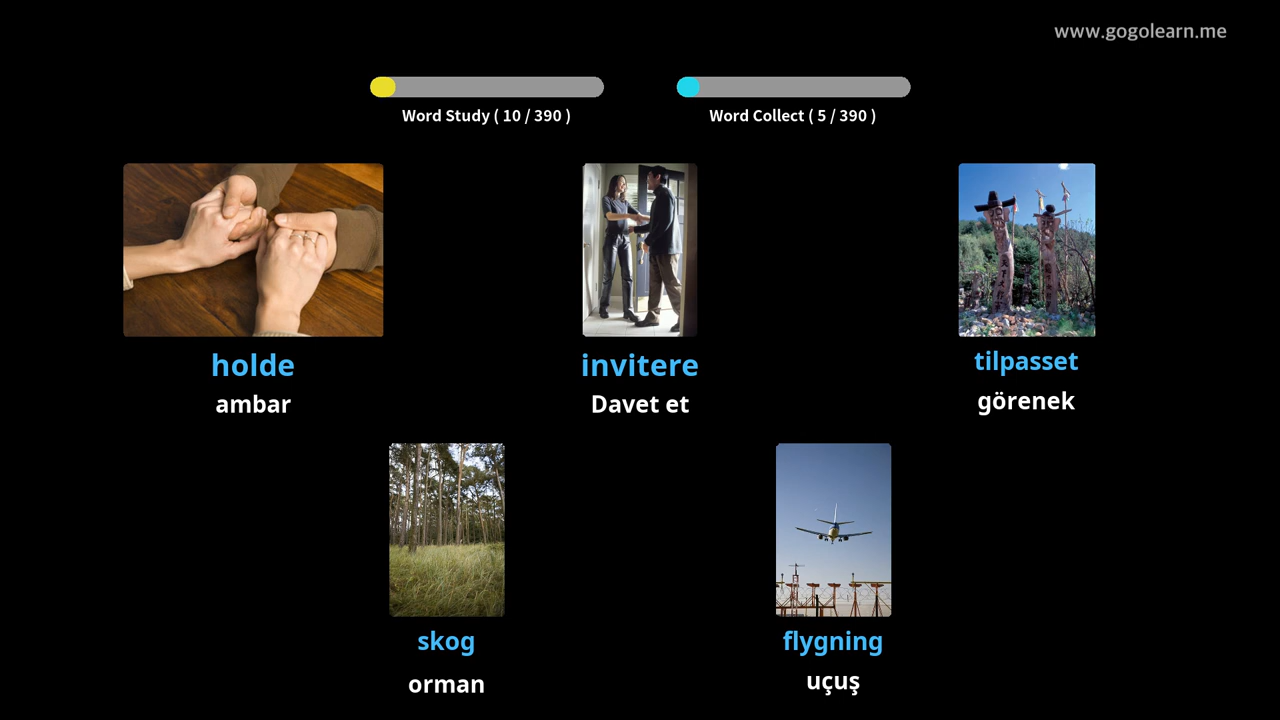 www.gogolearn.me
Word Study ( 10 / 390 )
Word Collect ( 5 / 390 )
holde
ambar
invitere
Davet et
tilpasset
görenek
skog
orman
flygning
uçuş